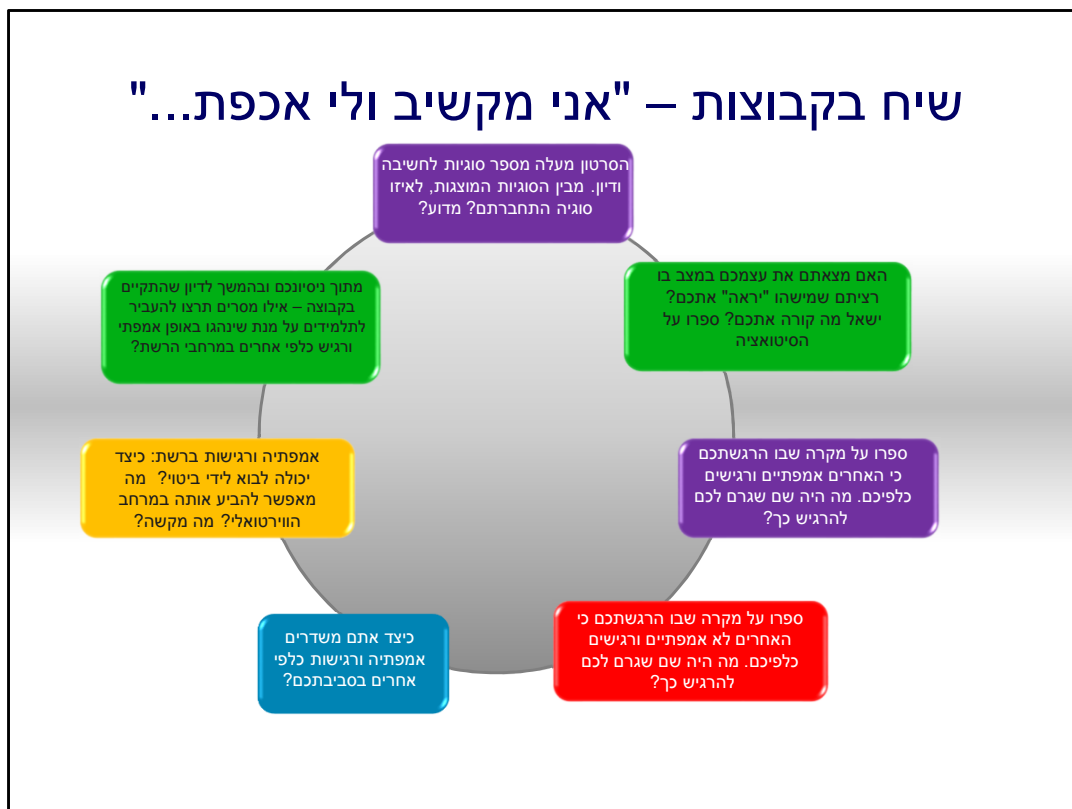 שיח בקבוצות – "אני מקשיב ולי אכפת..."
הסרטון מעלה מספר סוגיות לחשיבה
ודיון. מבין הסוגיות המוצגות, לאיזו
סוגיה התחברתם? מדוע?
האם מצאתם את עצמכם במצב בו
רציתם שמישהו "יראה" אתכם?
ישאל מה קורה אתכם? ספרו על
הסיטואציה
ספרו על מקרה שבו הרגשתכם
כי האחרים אמפתיים ורגישים
כלפיכם. מה היה שם שגרם לכם
להרגיש כך?
ספרו על מקרה שבו הרגשתכם כי
האחרים לא אמפתיים ורגישים
כלפיכם. מה היה שם שגרם לכם
להרגיש כך?
כיצד אתם משדרים
אמפתיה ורגישות כלפי
אחרים בסביבתכם?
אמפתיה ורגישות ברשת: כיצד
יכולה לבוא לידי ביטוי? מה
מאפשר להביע אותה במרחב
הווירטואלי? מה מקשה?
מתוך ניסיונכם ובהמשך לדיון שהתקיים
בקבוצה – אילו מסרים תרצו להעביר
לתלמידים על מנת שינהגו באופן אמפתי
ורגיש כלפי אחרים במרחבי הרשת?